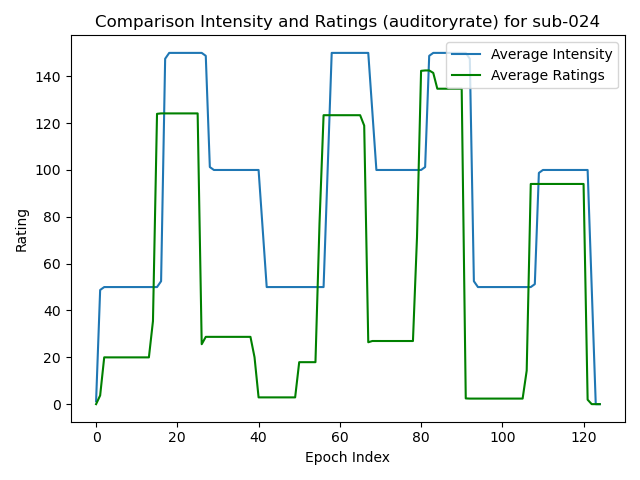 Comparison Intensity and Ratings (auditoryrate) for sub-024
Average Intensity
Average Ratings
Rating
140
120
100
80
60
40
20
0
0 20 40 60 80 100 120
Epoch Index